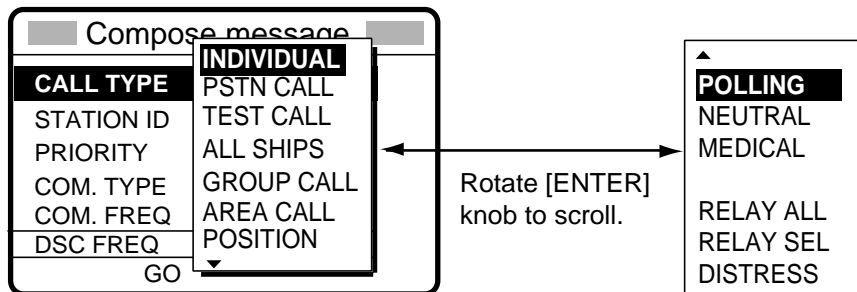 Compose message
CALL TYPE
STATION ID
PRIORITY
COM. TYPE
COM. FREQ
DSC FREQ
GO
INDIVIDUAL
PSTN CALL
TEST CALL
ALL SHIPS
GROUP CALL
AREA CALL
POSITION
Rotate [ENTER]
knob to scroll.
POLLING
NEUTRAL
MEDICAL
RELAY ALL
RELAY SEL
DISTRESS